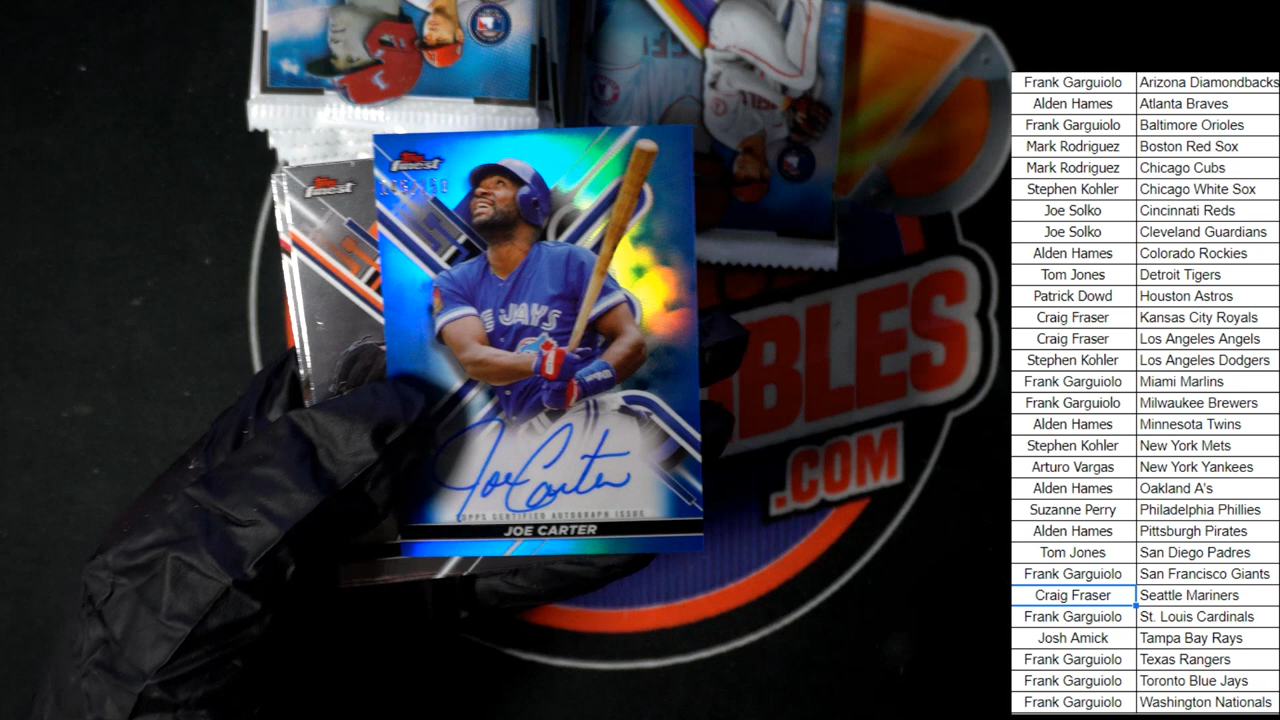 Topps
finest
Topps
finest
E JAYS
Joe Carter
TOPPS CERTIFIED AUTOGRAPH ISSUE
JOE CARTER
BLES
.COM
Frank Garguiolo Arizona Diamondbacks
Alden Hames Atlanta Braves
Frank Garguiolo Baltimore Orioles
Mark Rodriguez Boston Red Sox
Mark Rodriguez Chicago Cubs
Stephen Kohler Chicago White Sox
Joe Solko Cincinnati Reds
Joe Solko Cleveland Guardians
Alden Hames Colorado Rockies
Tom Jones Detroit Tigers
Patrick Dowd Houston Astros
Craig Fraser Kansas City Royals
Craig Fraser Los Angeles Angels
Stephen Kohler Los Angeles Dodgers
Frank Garguiolo Miami Marlins
Frank Garguiolo Milwaukee Brewers
Alden Hames Minnesota Twins
Stephen Kohler New York Mets
Arturo Vargas New York Yankees
Alden Hames Oakland A's
Suzanne Perry Philadelphia Phillies
Alden Hames Pittsburgh Pirates
Tom Jones San Diego Padres
Frank Garguiolo San Francisco Giants
Craig Fraser Seattle Mariners
Frank Garguiolo St. Louis Cardinals
Josh Amick Tampa Bay Rays
Frank Garguiolo Texas Rangers
Frank Garguiolo Toronto Blue Jays
Frank Garguiolo Washington Nationals